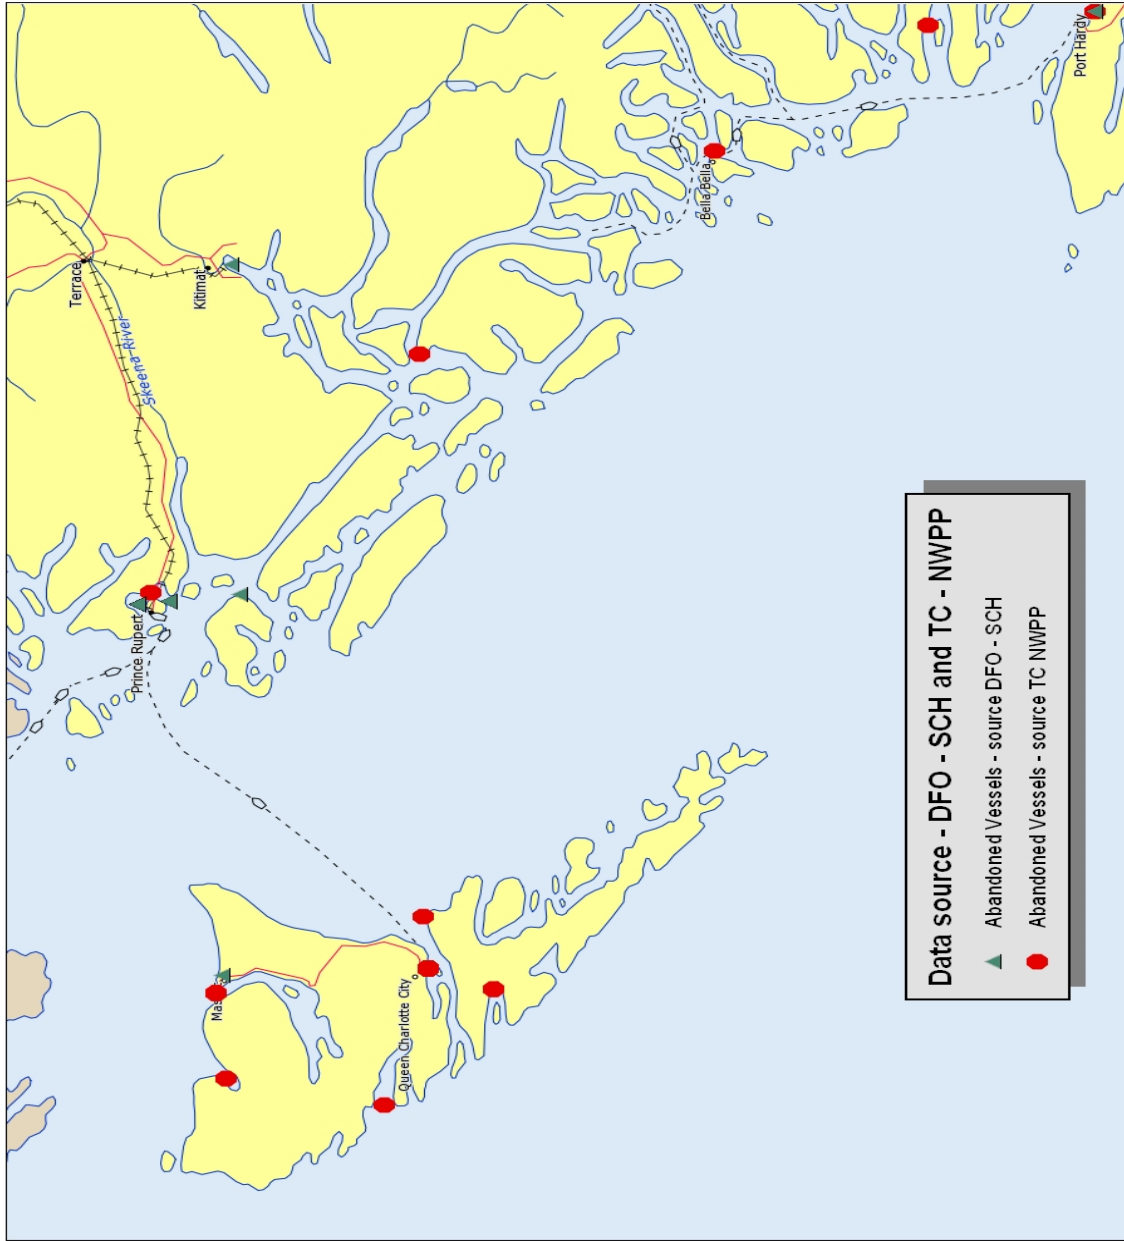 Port Hardy
Bella Bella
Terrace
Kitimat
Skeena River
Prince Rupert
Mas
Queen Charlotte City
Data source - DFO - SCH and TC - NWPP
Abandoned Vessels - source DFO - SCH
Abandoned Vessels - source TC NWPP